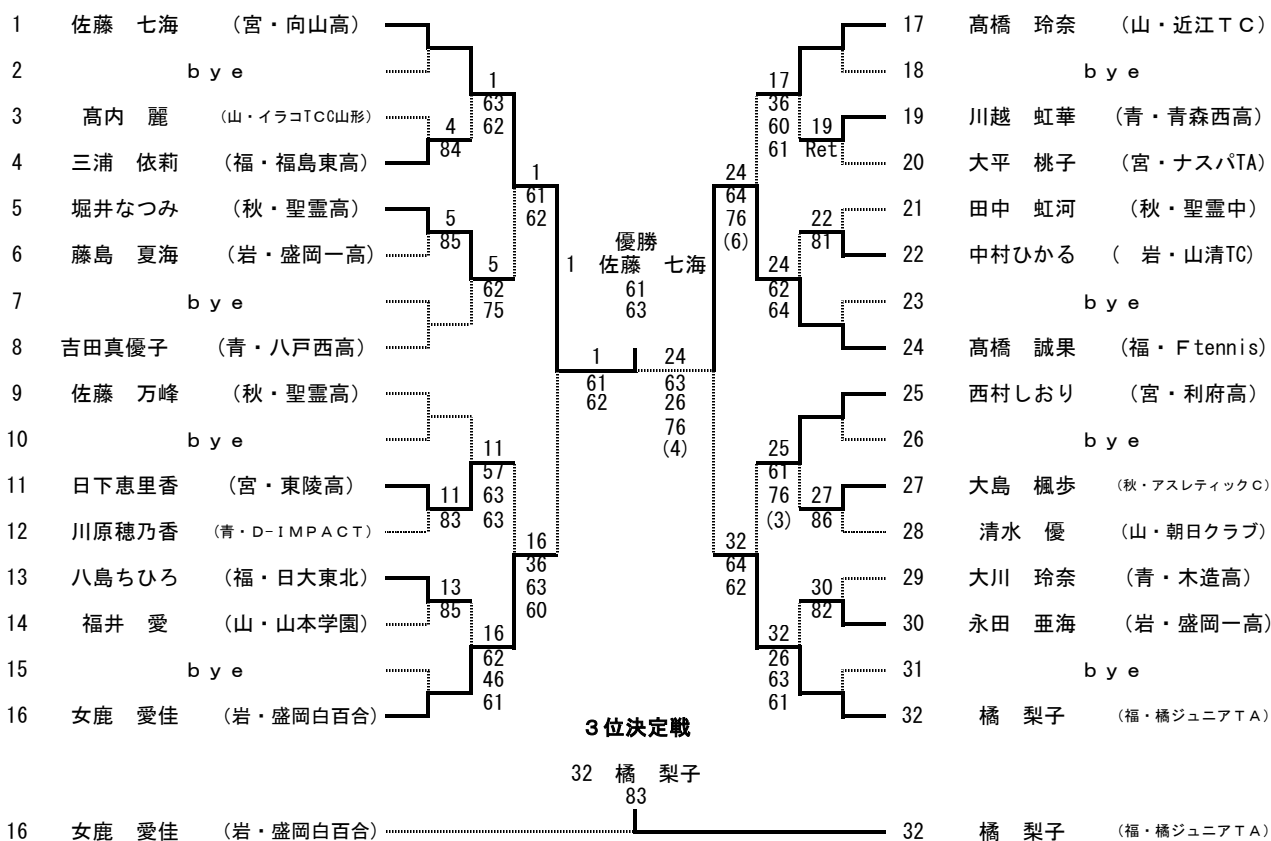 1 佐藤 七海 (宮・向山高) 17 髙橋 玲奈 (山・近江TC)
2 bye 1 17 18 bye
63 36
3 髙内 麗 (山・イラコTCC山形) 4 62 60 19 19 川越 虹華 (青・青森西高)
84 61 Ret
4 三浦 依莉 (福・福島東高) 1 24 20 大平 桃子 (宮・ナスパTA)
61 64
5 堀井なつみ (秋・聖霊高) 5 62 76 22 21 田中 虹河 (秋・聖霊中)
85 優勝 (6) 81
6 藤島 夏海 (岩・盛岡一高) 5 1 佐藤 七海 24 22 中村ひかる ( 岩・山清TC)
62 61 62
7 bye 75 63 64 23 bye
8 吉田真優子 (青・八戸西高) 1 24 24 髙橋 誠果 (福・Ftennis)
61 63
9 佐藤 万峰 (秋・聖霊高) 62 26 25 西村しおり (宮・利府高)
76
10 bye 11 (4) 25 26 bye
57 61
11 日下恵里香 (宮・東陵高) 11 63 76 27 27 大島 楓歩 (秋・アスレティックC)
83 63 (3) 86
12 川原穂乃香 (青・D-IMPACT) 16 32 28 清水 優 (山・朝日クラブ)
36 64
13 八島ちひろ (福・日大東北) 13 63 62 30 29 大川 玲奈 (青・木造高)
85 60 82
14 福井 愛 (山・山本学園) 16 32 30 永田 亜海 (岩・盛岡一高)
62 26
15 bye 46 63 31 bye
61 61
16 女鹿 愛佳 (岩・盛岡白百合) 32 橘 梨子 (福・橘ジュニアTA)
3位決定戦
32 橘 梨子
83
16 女鹿 愛佳 (岩・盛岡白百合) 32 橘 梨子 (福・橘ジュニアTA)